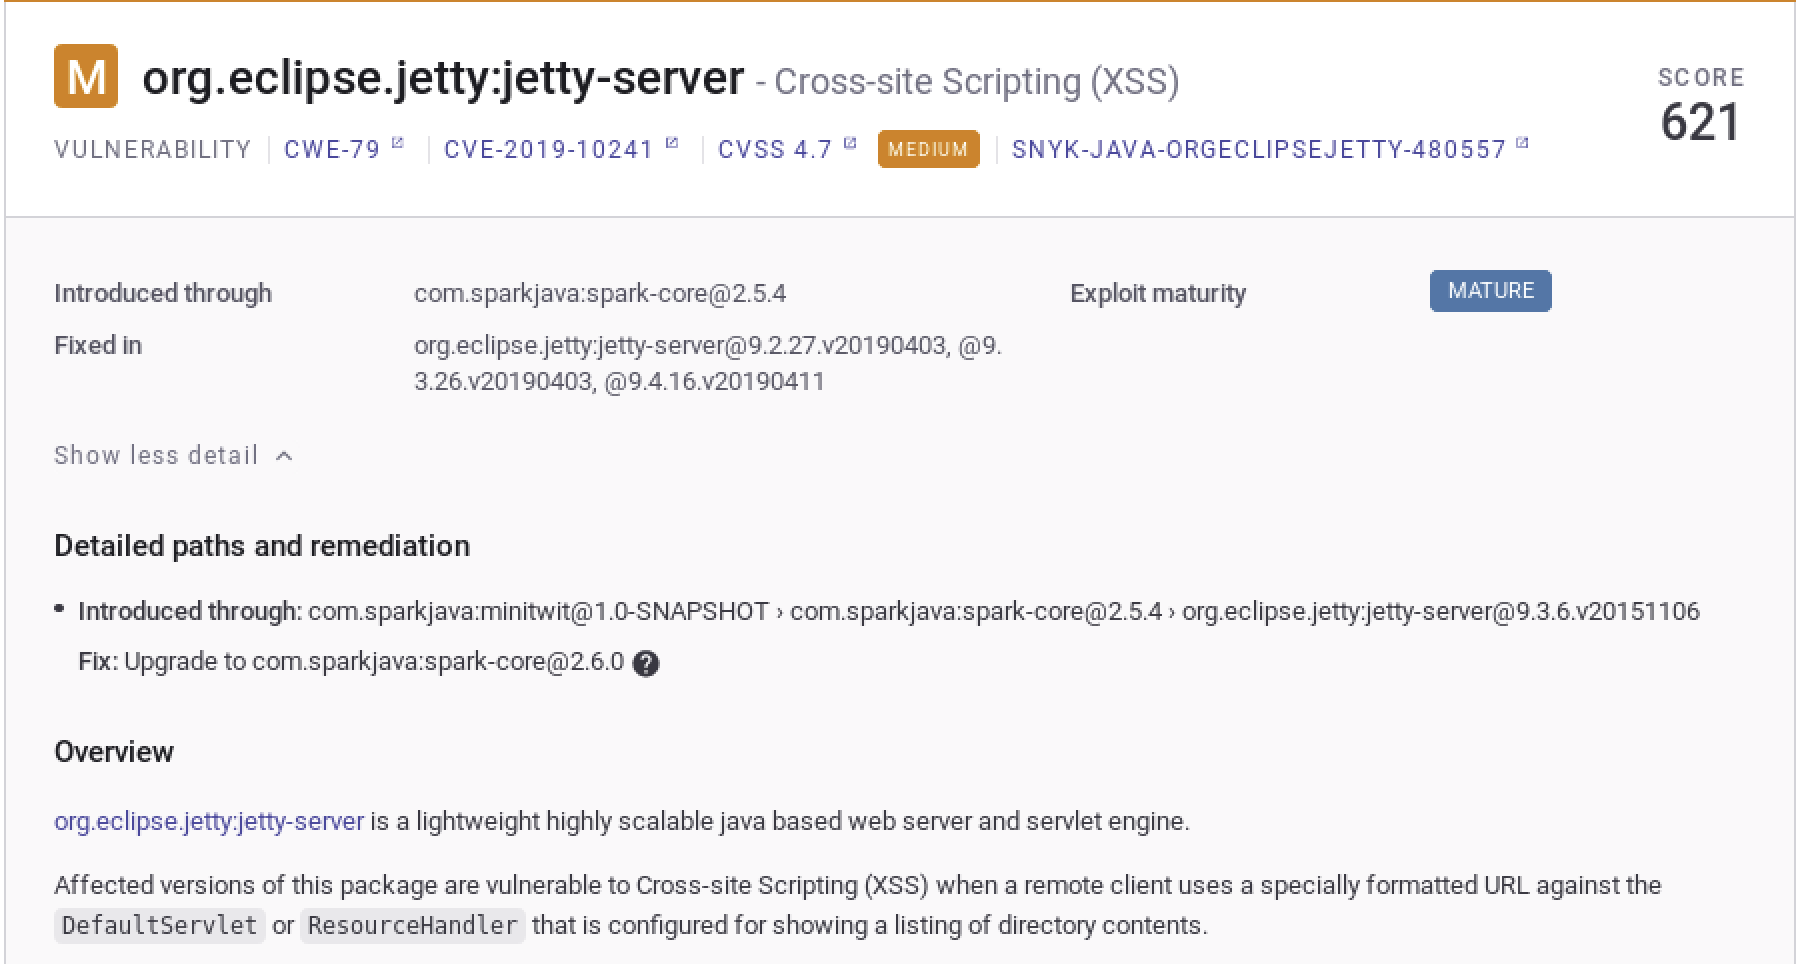 M org.eclipse.jetty:jetty-server - Cross-site Scripting (XSS)
SCORE
621
VULNERABILITY | CWE-79 | CVE-2019-10241 | CVSS 4.7 MEDIUM | SNYK-JAVA-ORGECLIPSEJETTY-480557
Introduced through com.sparkjava:spark-core@2.5.4 Exploit maturity MATURE
Fixed in org.eclipse.jetty:jetty-server@9.2.27.v20190403, @9.
3.26.v20190403, @9.4.16.v20190411
Show less detail
Detailed paths and remediation
• Introduced through: com.sparkjava:minitwit@1.0-SNAPSHOT › com.sparkjava:spark-core@2.5.4 › org.eclipse.jetty:jetty-server@9.3.6.v20151106
Fix: Upgrade to com.sparkjava:spark-core@2.6.0 ?
Overview
org.eclipse.jetty:jetty-server is a lightweight highly scalable java based web server and servlet engine.
Affected versions of this package are vulnerable to Cross-site Scripting (XSS) when a remote client uses a specially formatted URL against the
DefaultServlet or ResourceHandler that is configured for showing a listing of directory contents.